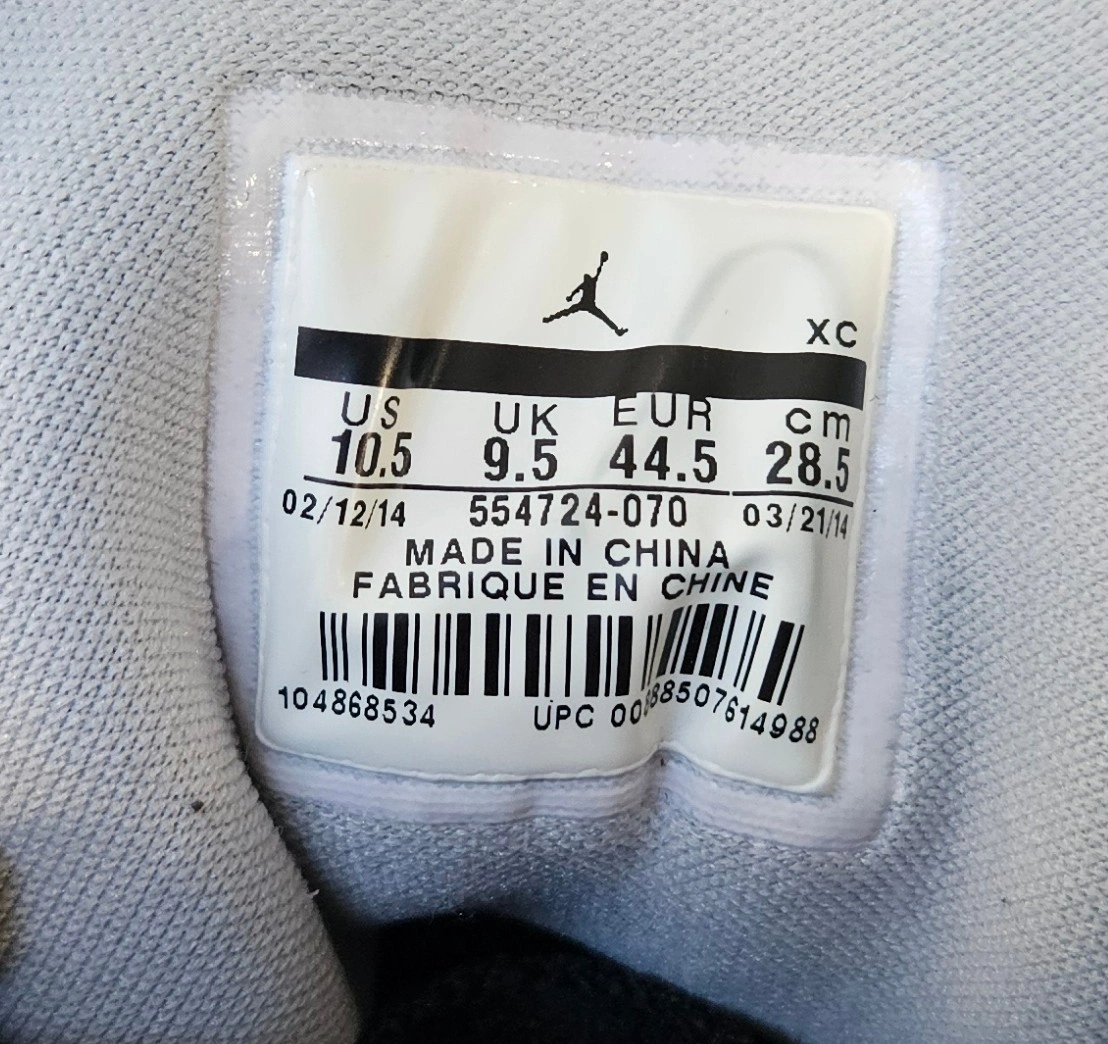 XC
US UK EUR cm
10.5 9.5 44.5 28.5
02/12/14 554724-070 03/21/14
MADE IN CHINA
FABRIQUE EN CHINE
104868534 UPC 00888507614988